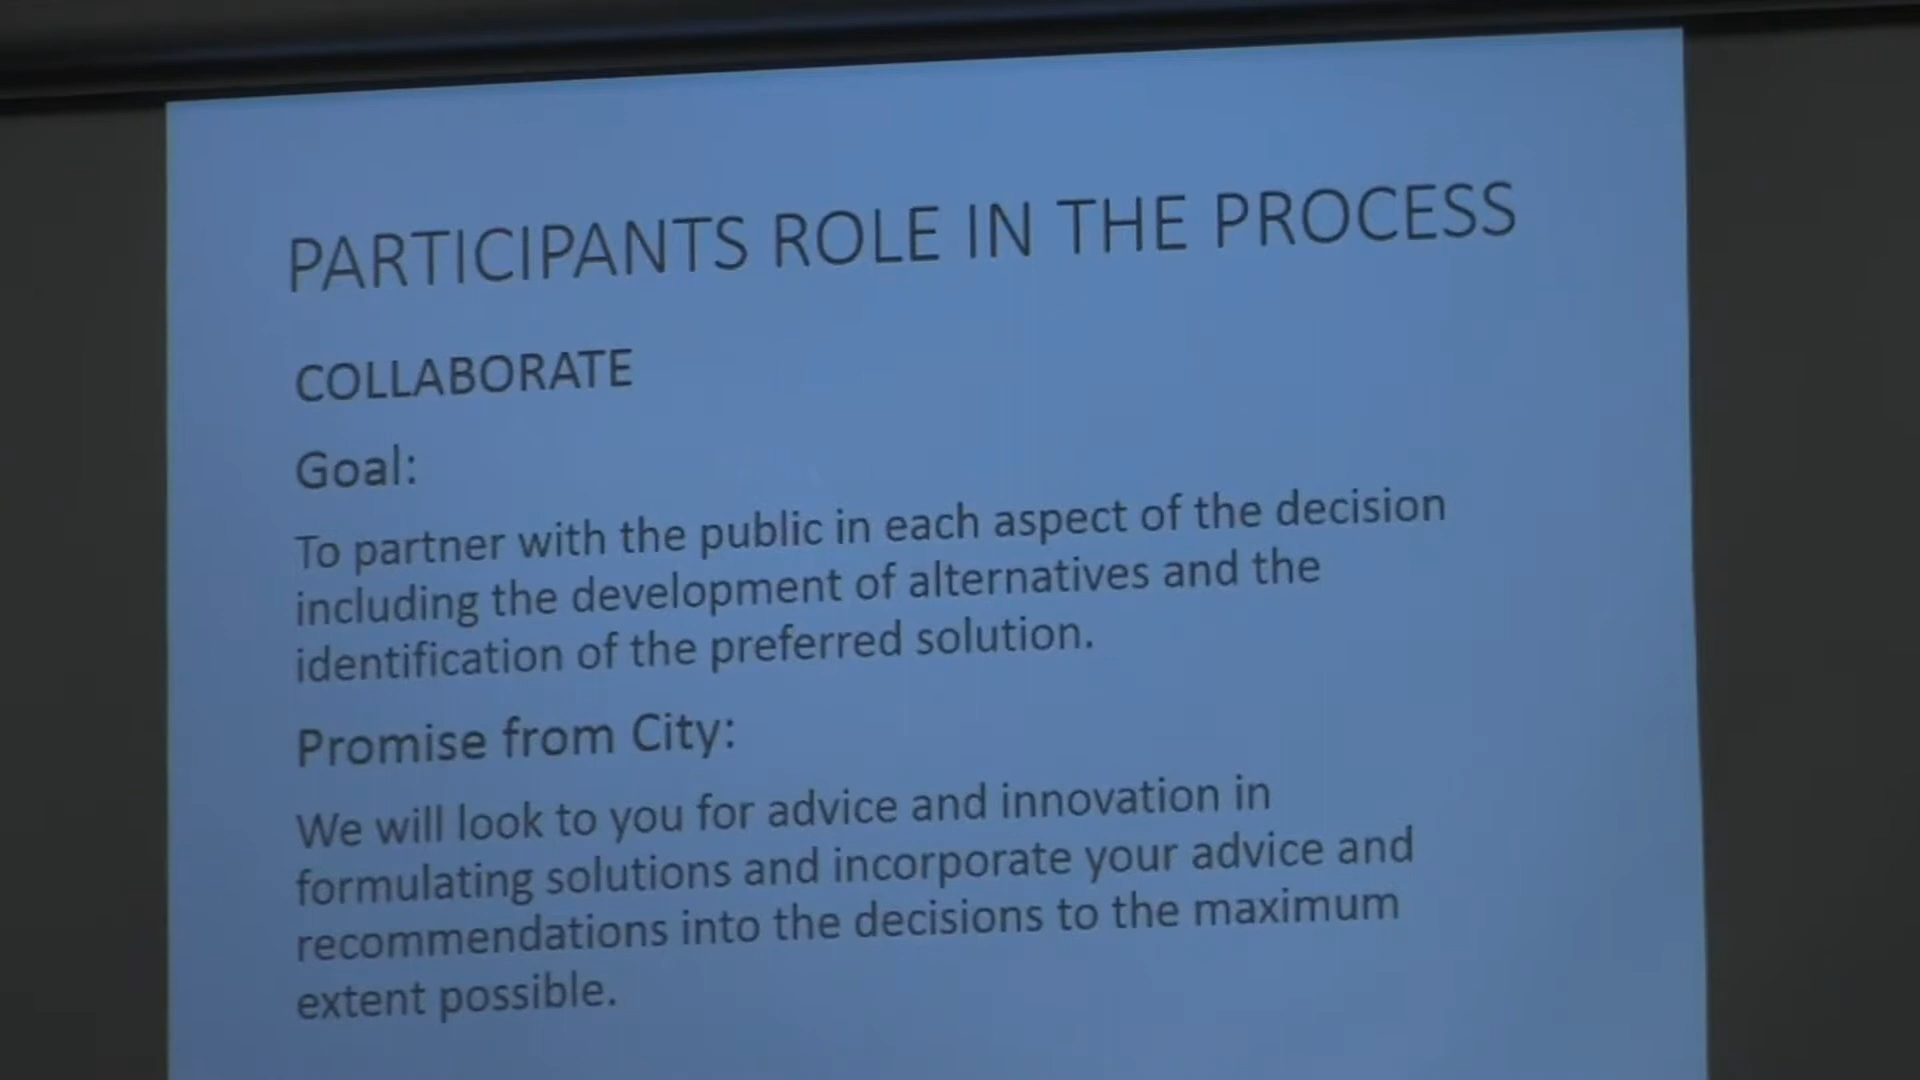 PARTICIPANTS ROLE IN THE PROCESS
COLLABORATE
Goal:
To partner with the public in each aspect of the decision
including the development of alternatives and the
identification of the preferred solution.
Promise from City:
We will look to you for advice and innovation in
formulating solutions and incorporate your advice and
recommendations into the decisions to the maximum
extent possible.